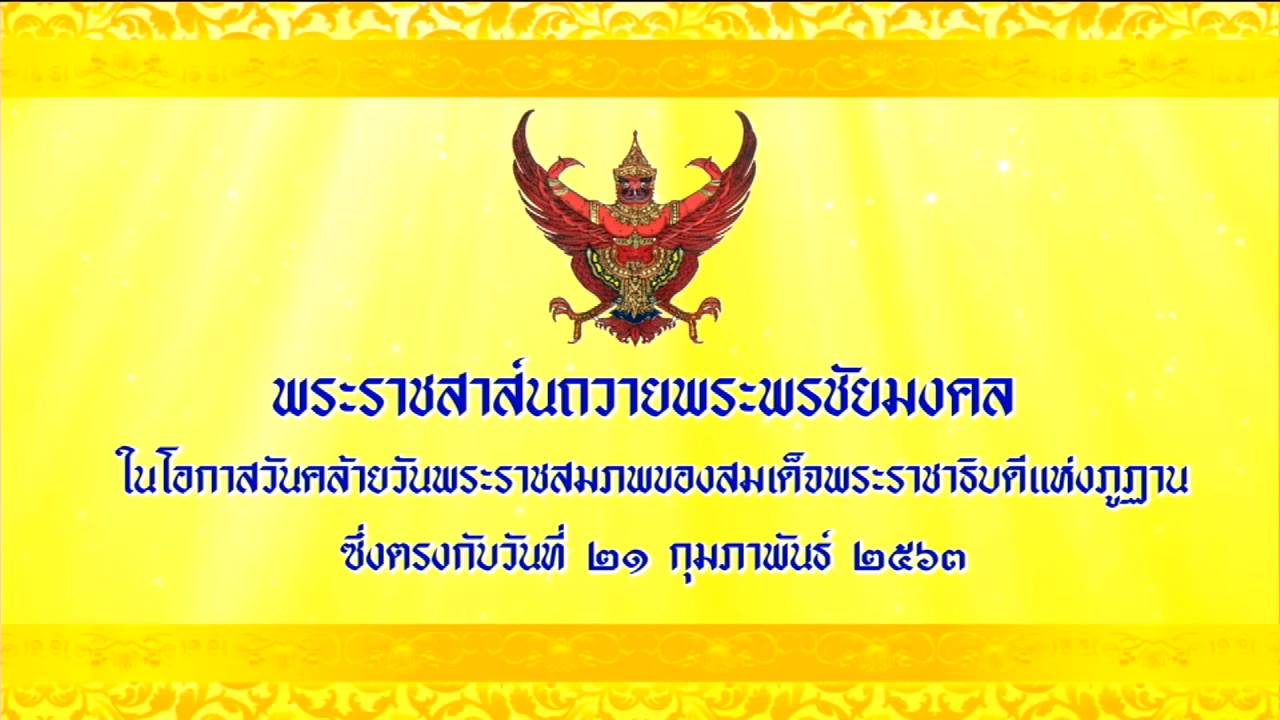 พระราชสาส์นถวายพระพรชัยมงคล
ในโอกาสวันคล้ายวันพระราชสมภพของสมเด็จพระราชาธิบดีแห่งภูฏาน
ซึ่งตรงกับวันที่ ๒๑ กุมภาพันธ์ ๒๕๖๓